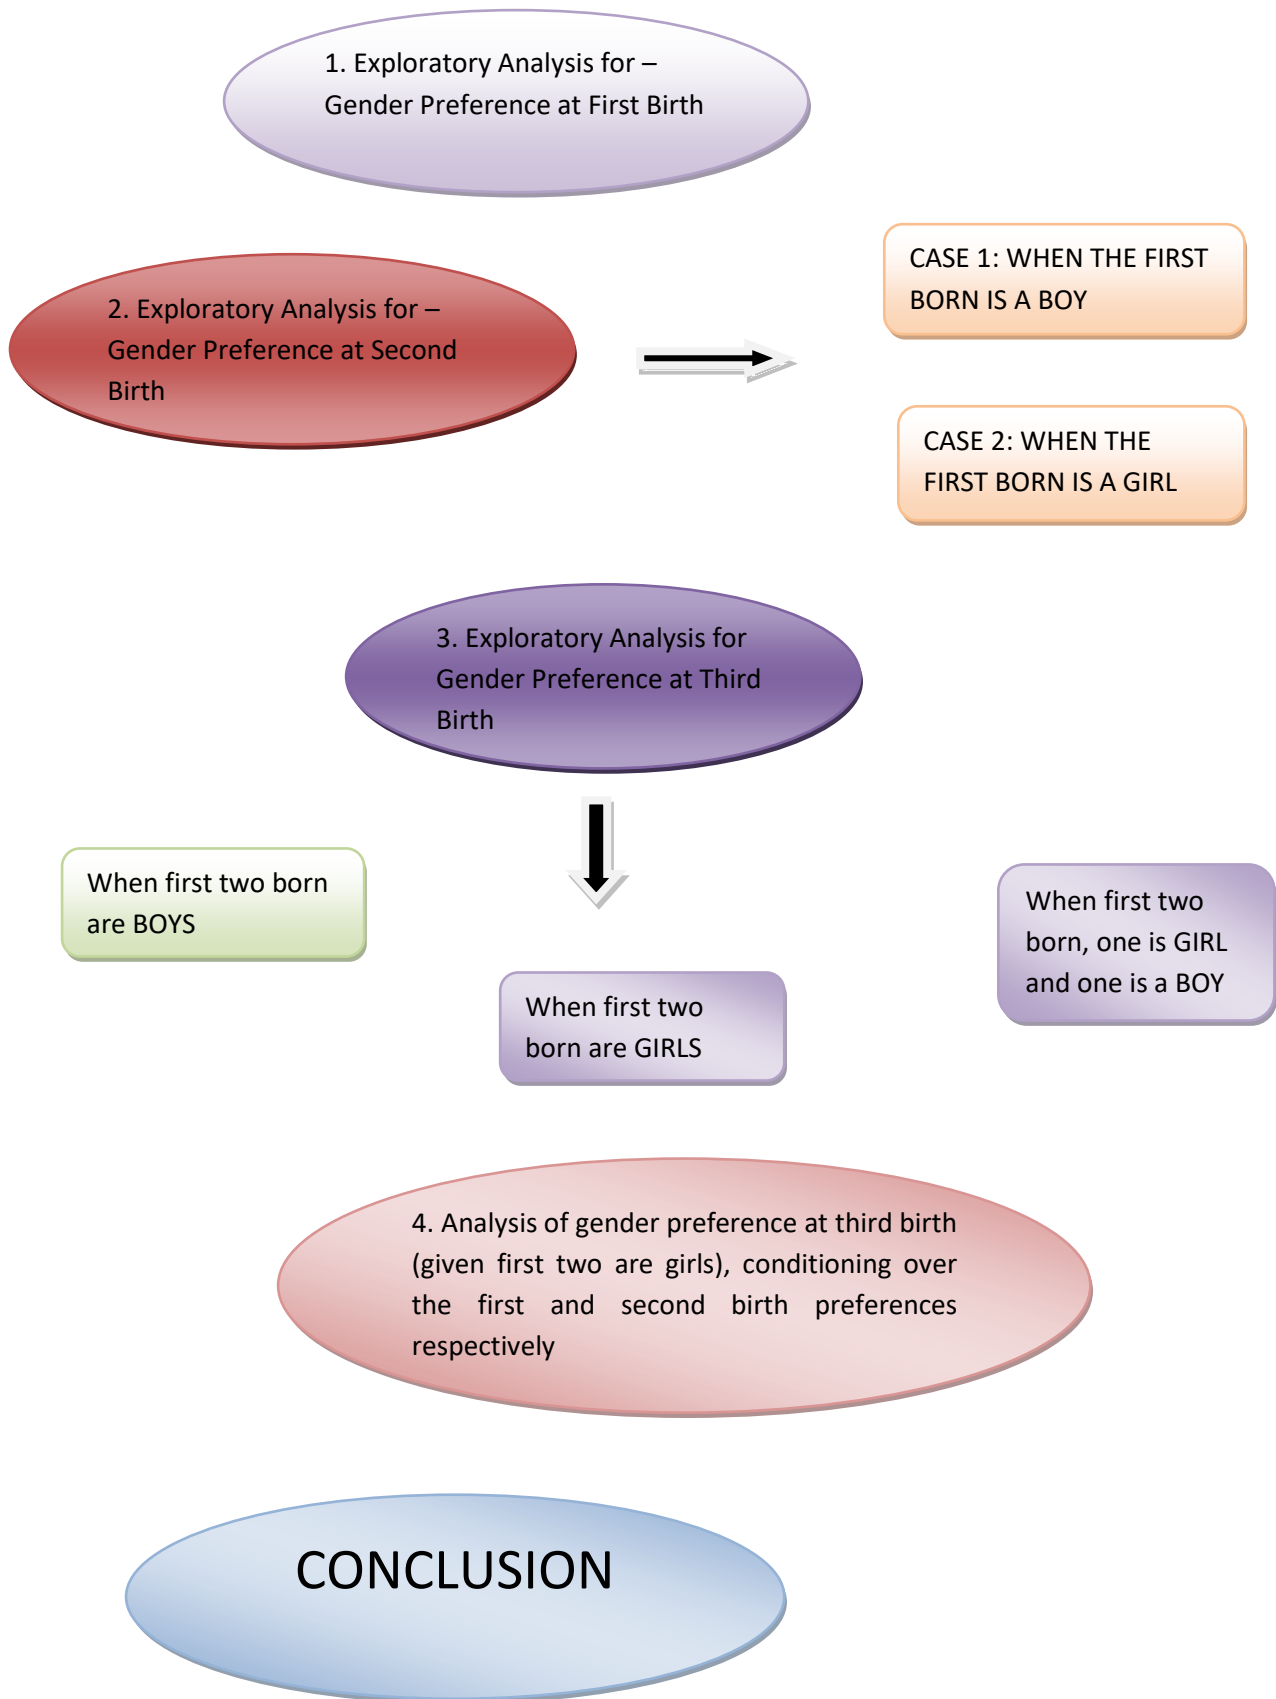 1. Exploratory Analysis for –
Gender Preference at First Birth
2. Exploratory Analysis for –
Gender Preference at Second
Birth
CASE 1: WHEN THE FIRST
BORN IS A BOY
CASE 2: WHEN THE
FIRST BORN IS A GIRL
3. Exploratory Analysis for
Gender Preference at Third
Birth
When first two born
are BOYS
When first two
born are GIRLS
When first two
born, one is GIRL
and one is a BOY
4. Analysis of gender preference at third birth
(given first two are girls), conditioning over
the first and second birth preferences
respectively
CONCLUSION